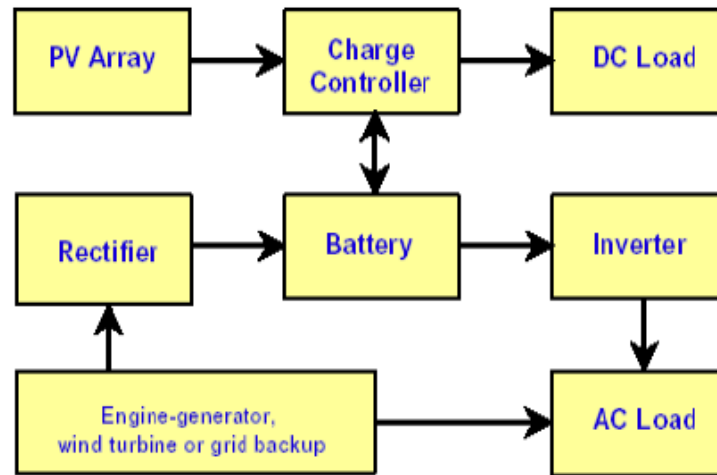 PV Array
Charge
Controller
DC Load
Rectifier
Battery
Inverter
Engine-generator,
wind turbine or grid backup
AC Load